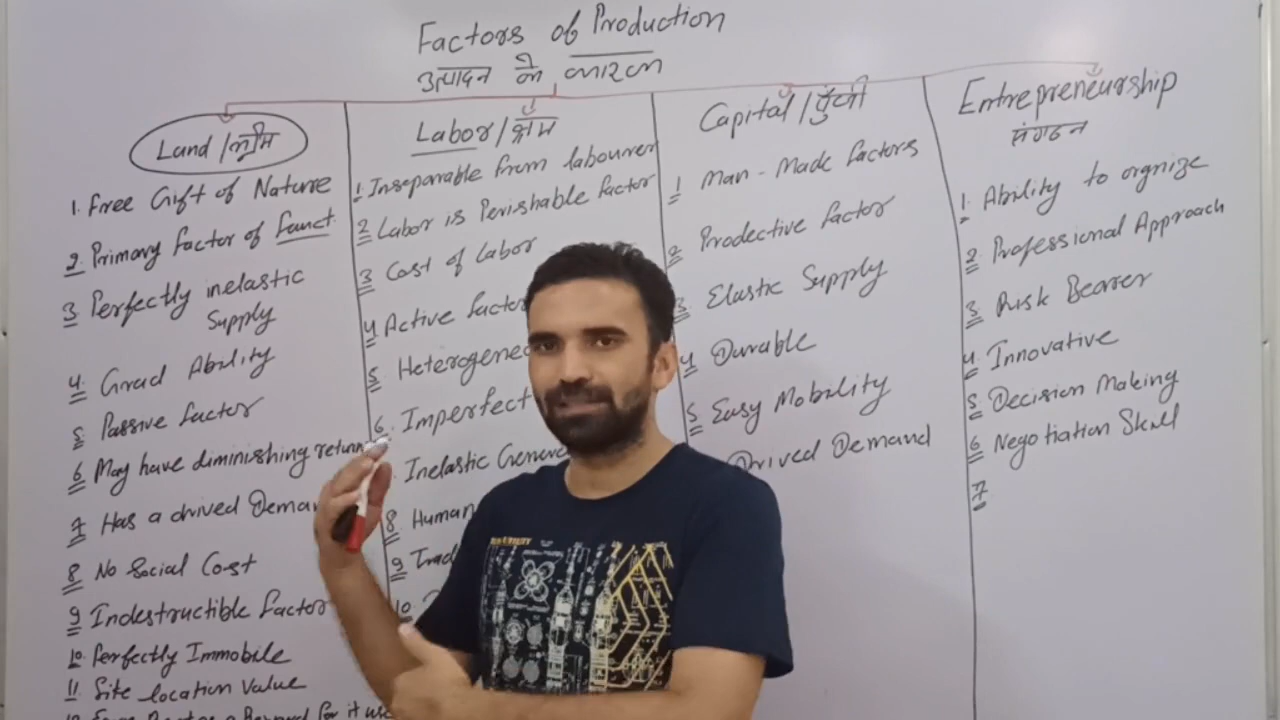 Factors of Production
उत्पादन के कारण
Land/भूमि
1. Free Gift of Nature
2. Primary factor of
3 Perfectly inelastic
Supply
4. Grad Ability
5 Passive factor
6 May have diminishing return
7 Has a drived Deman
8 No Social Cost
9 Indestructible factor
10. Perfectly Immobile
11. Site location Value
Labor/श्रम
1. Inseparable from labourer
2 Labor is Perishable factor
3 Cost of Labor
4 Active facto
5 Heterogene
6. Imperfect
Inelastic Gener
8 Human
9 Trad
10
Capital/पुँजी
1 Man-Made factors
2 Prodective factor
3 Elastic Supply
4 Durable
5 Easy Mobility
Drived Demand
Entrepreneurship
संगठन
1. Ability to orgnize
2 Professional Approach
3 Risk Bearer
4. Innovative
5 Decision Making
6 Negotiation Skill
7